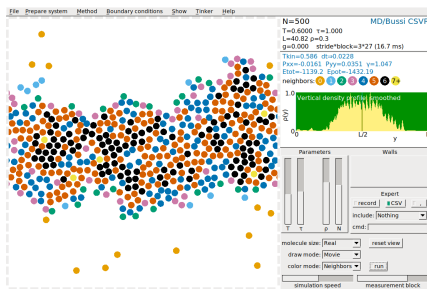 File Prepare system Method Boundary conditions Show Tinker Help
N=500 MD/Bussi CSVR
T=0.6000 τ=1.000
L=40.82 ρ=0.3
g=0.000 stride*block=3*27 (16.7 ms)
Tkin=0.586 dt=0.0228
Pxx=-0.0161 Pyy=0.0351 γ=1.047
Etot=-1139.2 Epot=-1432.19
neighbors: 0 1 2 3 4 5 6 7+
Vertical density profile smoothed
1.0
ρ(y)
0
0 L/2 y
Parameters Walls
Expert
record CSV ,
include: Nothing
T τ ρ N
cmd:
molecule size: Real reset view
draw mode: Movie
color mode: Neighbors run
simulation speed measurement block